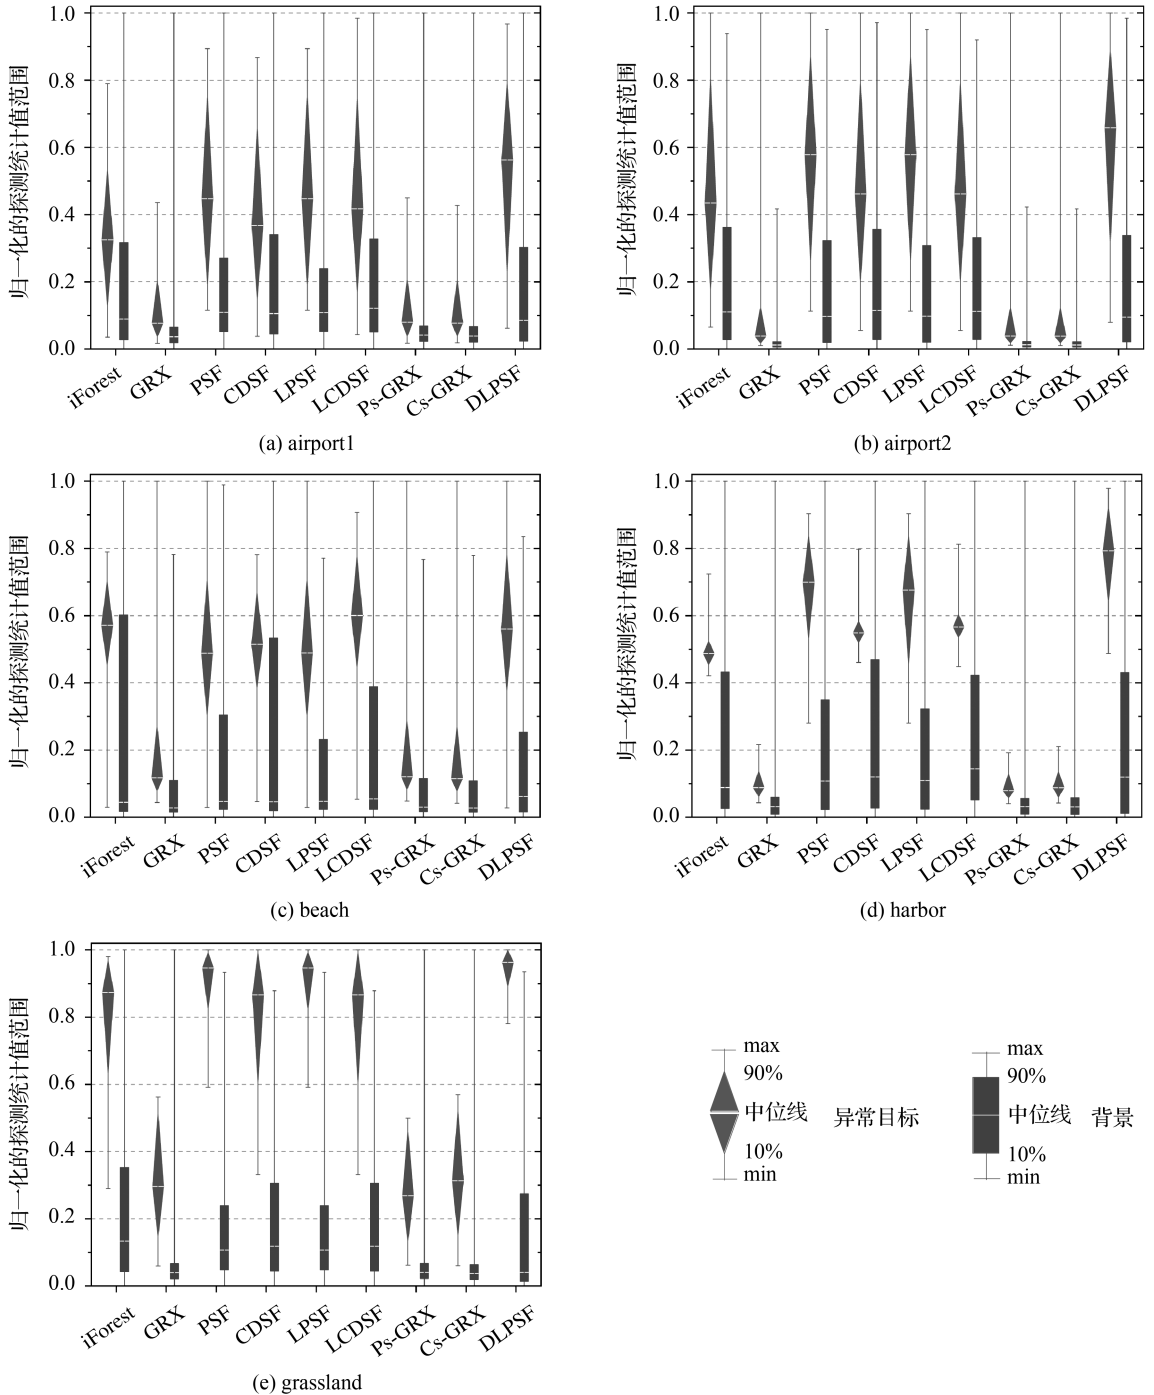 归一化的探测统计值范围
1.0
0.8
0.6
0.4
0.2
0.0
iForest
GRX
PSF
CDSF
LPSF
LCDSF
Ps-GRX
Cs-GRX
DLPSF
(a) airport1
归一化的探测统计值范围
1.0
0.8
0.6
0.4
0.2
0.0
iForest
GRX
PSF
CDSF
LPSF
LCDSF
Ps-GRX
Cs-GRX
DLPSF
(b) airport2
归一化的探测统计值范围
1.0
0.8
0.6
0.4
0.2
0.0
iForest
GRX
PSF
CDSF
LPSF
LCDSF
Ps-GRX
Cs-GRX
DLPSF
(c) beach
归一化的探测统计值范围
1.0
0.8
0.6
0.4
0.2
0.0
iForest
GRX
PSF
CDSF
LPSF
LCDSF
Ps-GRX
Cs-GRX
DLPSF
(d) harbor
归一化的探测统计值范围
1.0
0.8
0.6
0.4
0.2
0.0
iForest
GRX
PSF
CDSF
LPSF
LCDSF
Ps-GRX
Cs-GRX
DLPSF
(e) grassland
max
90%
中位线
10%
min
异常目标
max
90%
中位线
10%
min
背景